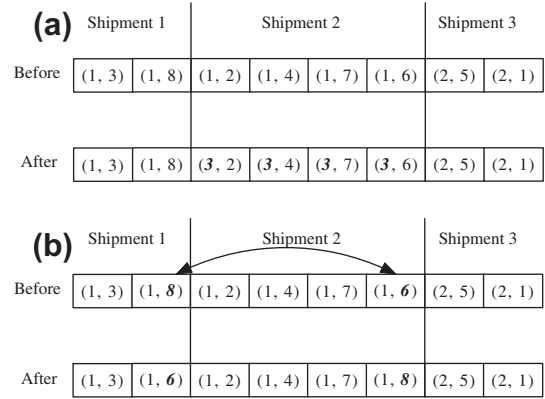 (a) Shipment 1 Shipment 2 Shipment 3
Before (1, 3) (1, 8) (1, 2) (1, 4) (1, 7) (1, 6) (2, 5) (2, 1)
After (1, 3) (1, 8) (3, 2) (3, 4) (3, 7) (3, 6) (2, 5) (2, 1)
(b) Shipment 1 Shipment 2 Shipment 3
Before (1, 3) (1, 8) (1, 2) (1, 4) (1, 7) (1, 6) (2, 5) (2, 1)
After (1, 3) (1, 6) (1, 2) (1, 4) (1, 7) (1, 8) (2, 5) (2, 1)